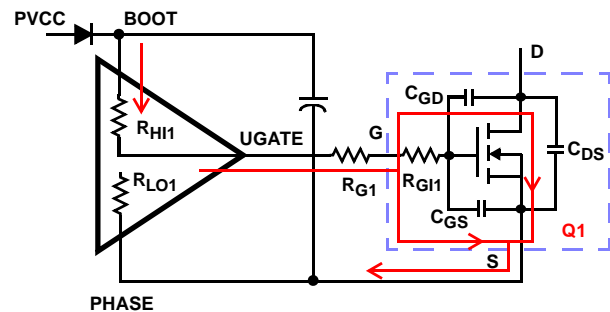 PVCC
BOOT
D
CGD
RHI1
UGATE
G
CDS
RLO1
RG1
RGI1
CGS
Q1
S
PHASE